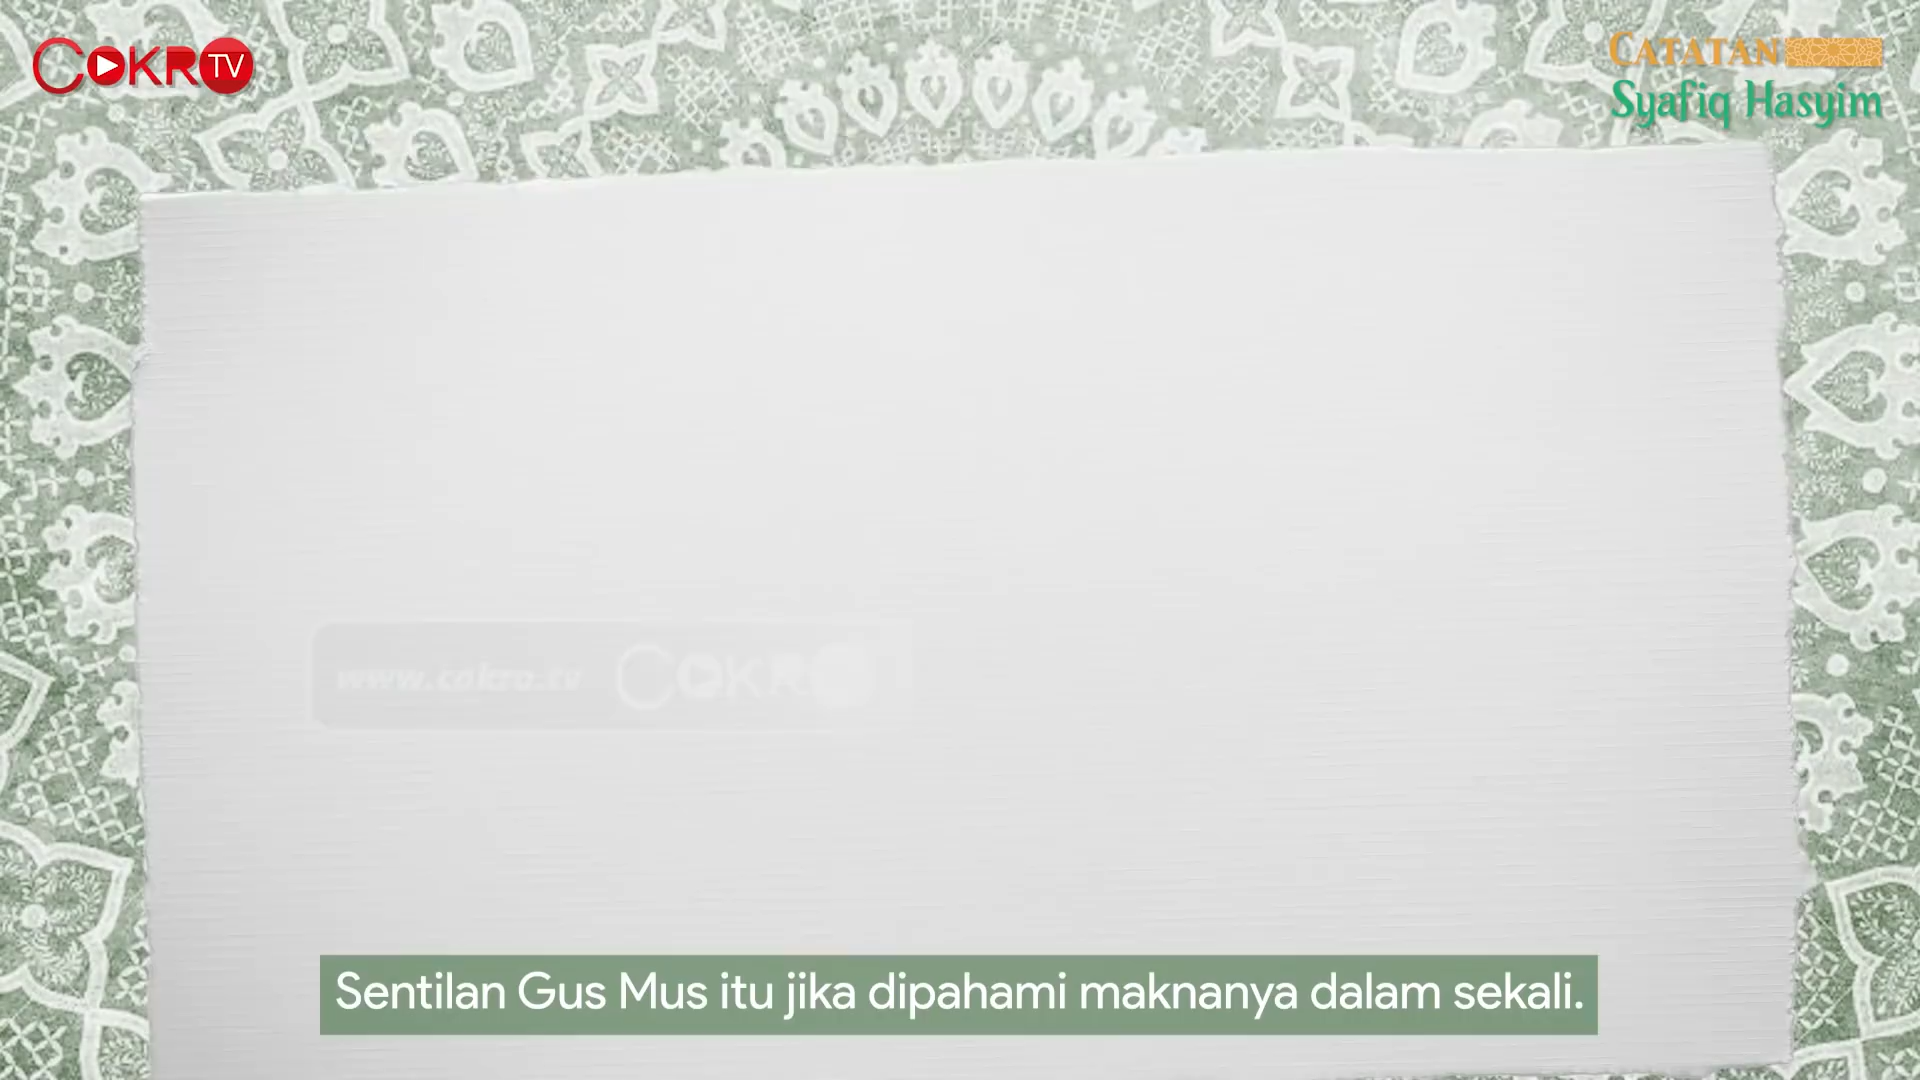 COKRO TV
CATATAN
Syafiq Hasyim
www.cokro.tv COKRO
Sentilan Gus Mus itu jika dipahami maknanya dalam sekali.